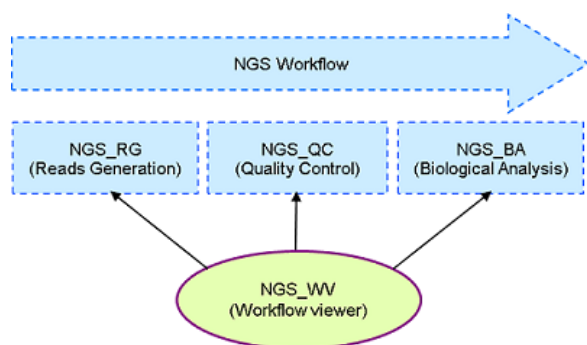 NGS Workflow
NGS_RG
(Reads Generation)
NGS_QC
(Quality Control)
NGS_BA
(Biological Analysis)
NGS_WV
(Workflow viewer)